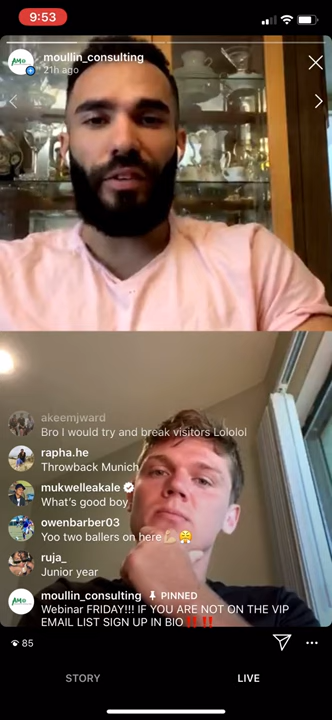 9:53
moullin_consulting
21h ago
akeemjward
Bro I would try and break visitors Lololol
rapha.he
Throwback Munich
mukwelleakale
What's good boy
owenbarber03
Yoo two ballers on here💪🏼😤
ruja_
Junior year
moullin_consulting PINNED
Webinar FRIDAY!!! IF YOU ARE NOT ON THE VIP
EMAIL LIST SIGN UP IN BIO‼️‼️
85
STORY LIVE